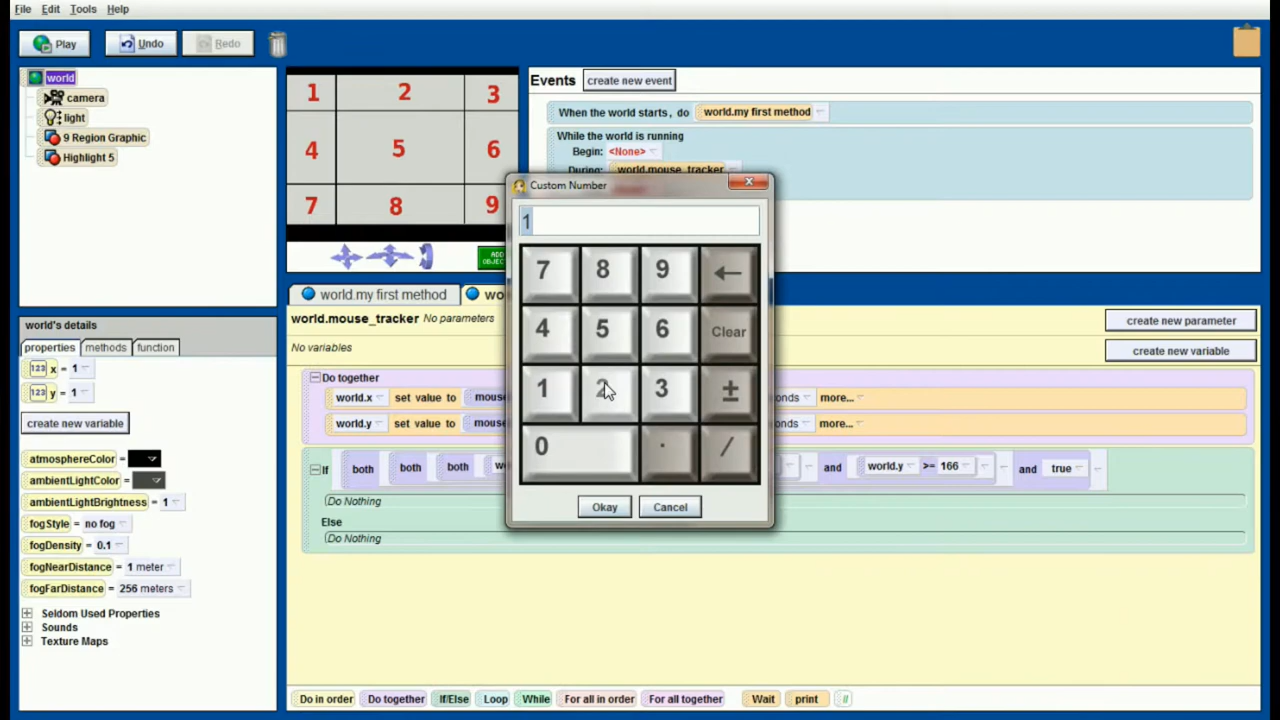 File Edit Tools Help
Play Undo Redo
world
camera
light
9 Region Graphic
Highlight 5
1 2 3
4 5 6
7 8 9
ADD
Events create new event
When the world starts, do world.my first method
While the world is running
Begin: <None>
During: world.mouse_tracker
Custom Number
1
7 8 9
4 5 6 Clear
1 2 3 ±
0 . /
Okay Cancel
world's details
properties methods function
123 x = 1
123 y = 1
create new variable
atmosphereColor =
ambientLightColor =
ambientLightBrightness = 1
fogStyle = no fog
fogDensity = 0.1
fogNearDistance = 1 meter
fogFarDistance = 256 meters
Seldom Used Properties
Sounds
Texture Maps
world.my first method
world.mouse_tracker No parameters
create new parameter
No variables
create new variable
Do together
world.x set value to more...
world.y set value to more...
If both both both and world.y >= 166 and true
(Do Nothing
Else
(Do Nothing
Do in order Do together If/Else Loop While For all in order For all together Wait print //